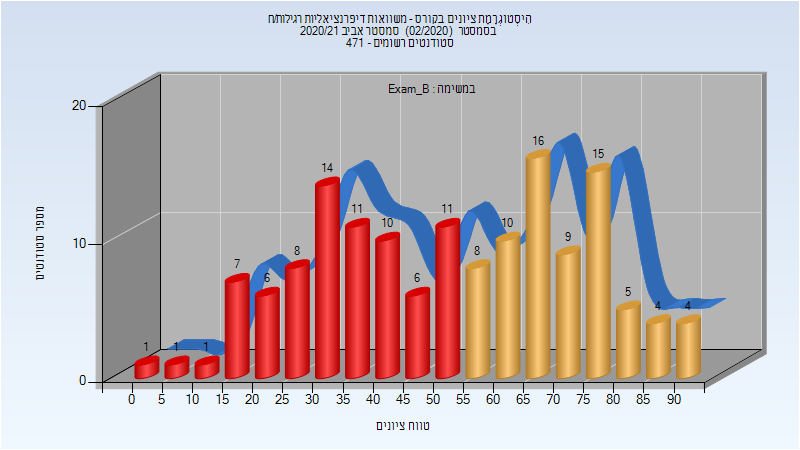 היסטוגרמת ציונים בקורס - משוואות דיפרנציאליות רגילות/ח
בסמסטר (02/2020) סמסטר אביב 2020/21
סטודנטים רשומים - 471
במשימה : Exam_B
מספר סטודנטים
20
10
0
1 1 1 7 6 8 14 11 10 6 11 8 10 16 9 15 5 4 4
0 5 10 15 20 25 30 35 40 45 50 55 60 65 70 75 80 85 90
טווח ציונים